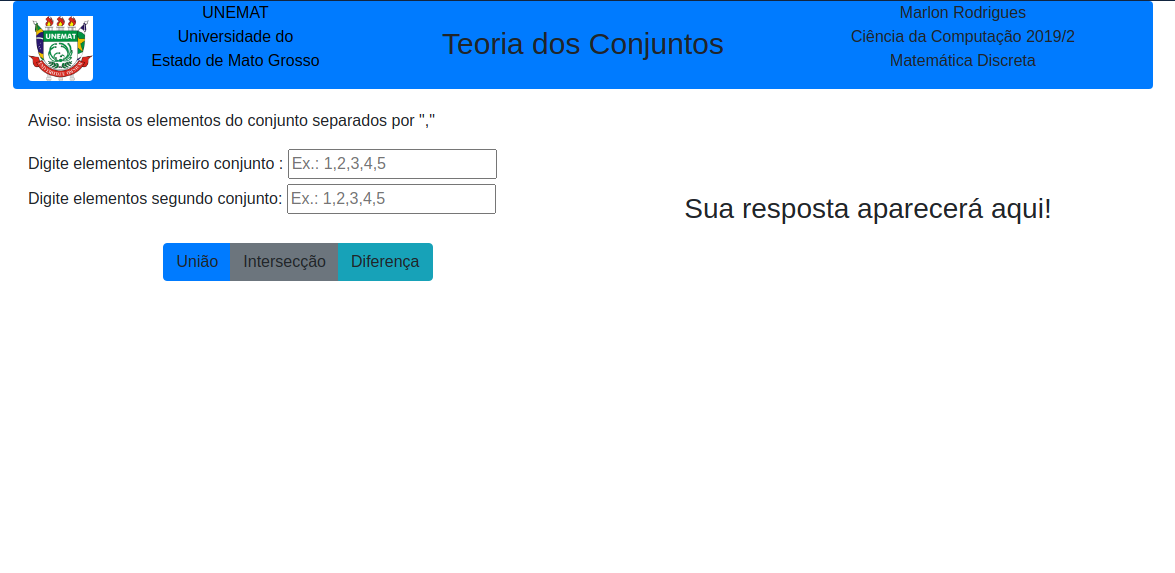 UNEMAT
UNEMAT
Universidade do
Estado de Mato Grosso
Teoria dos Conjuntos
Marlon Rodrigues
Ciência da Computação 2019/2
Matemática Discreta
Aviso: insista os elementos do conjunto separados por ","
Digite elementos primeiro conjunto : Ex.: 1,2,3,4,5
Digite elementos segundo conjunto: Ex.: 1,2,3,4,5
Sua resposta aparecerá aqui!
União Intersecção Diferença